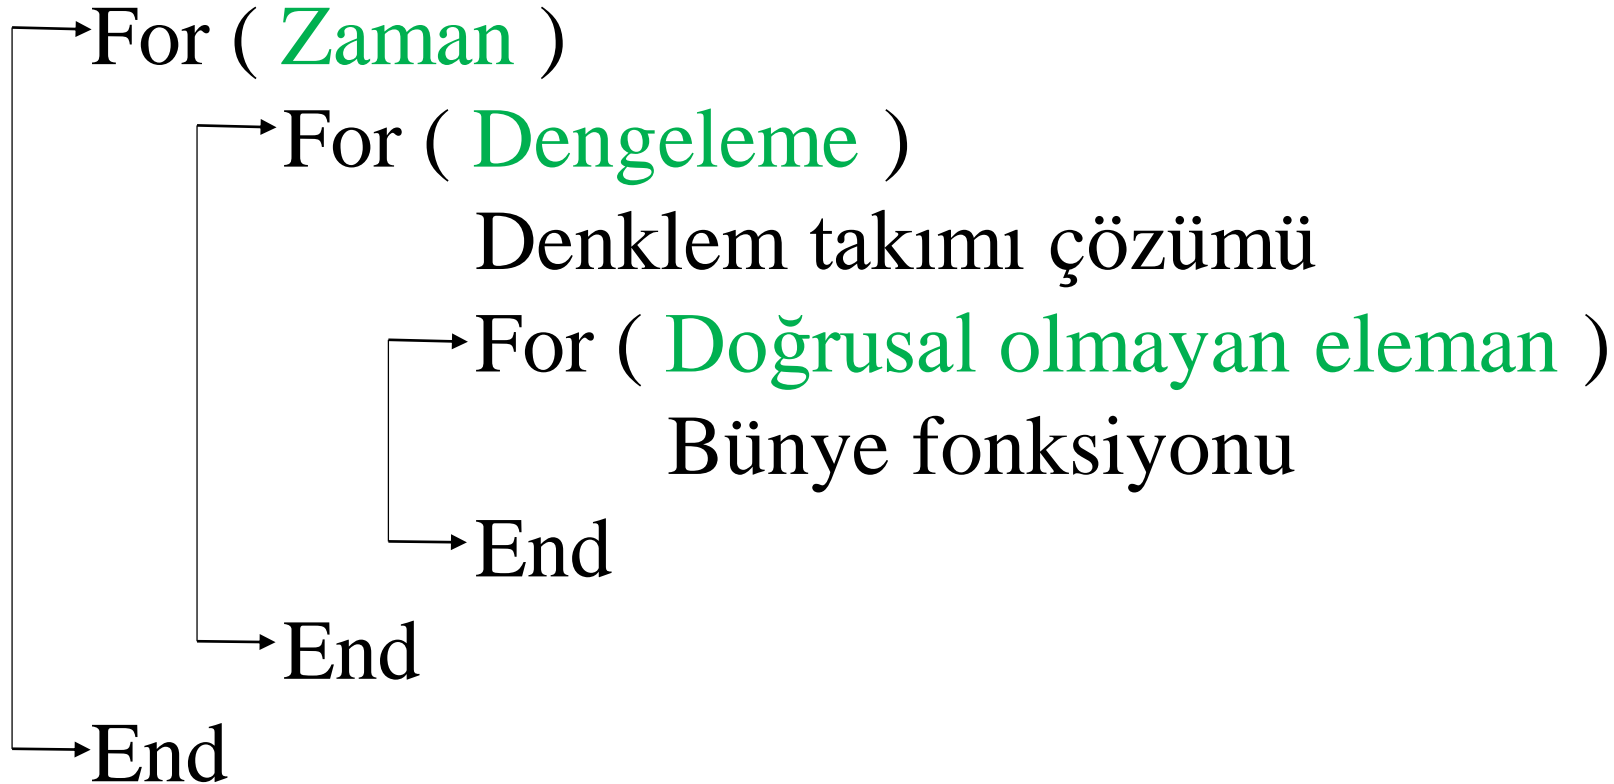 For ( Zaman )
For ( Dengeleme )
Denklem takımı çözümü
For ( Doğrusal olmayan eleman )
Bünye fonksiyonu
End
End
End